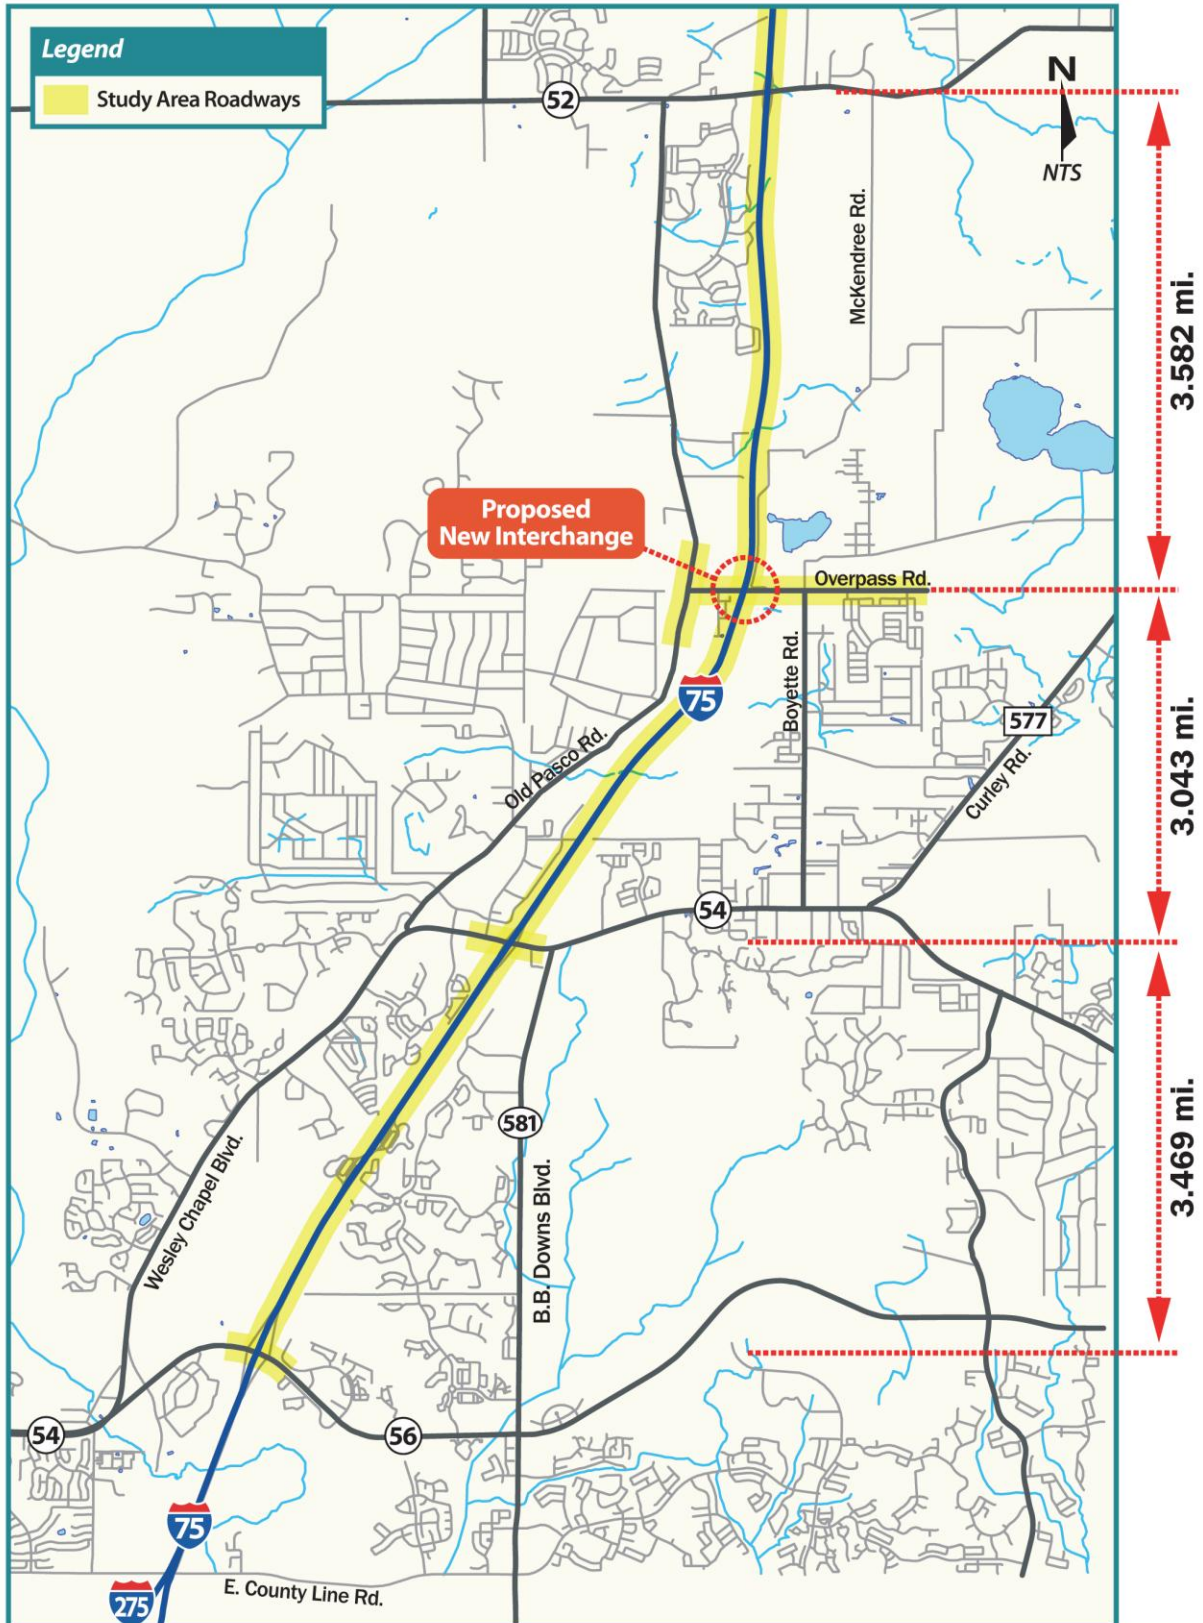 Legend
Study Area Roadways
52
N
NTS
McKendree Rd.
3.582 mi.
Proposed
New Interchange
Overpass Rd.
75
Boyette Rd.
577
Curley Rd.
Old Pasco Rd.
3.043 mi.
54
581
Wesley Chapel Blvd.
B.B. Downs Blvd.
3.469 mi.
54
56
75
275
E. County Line Rd.